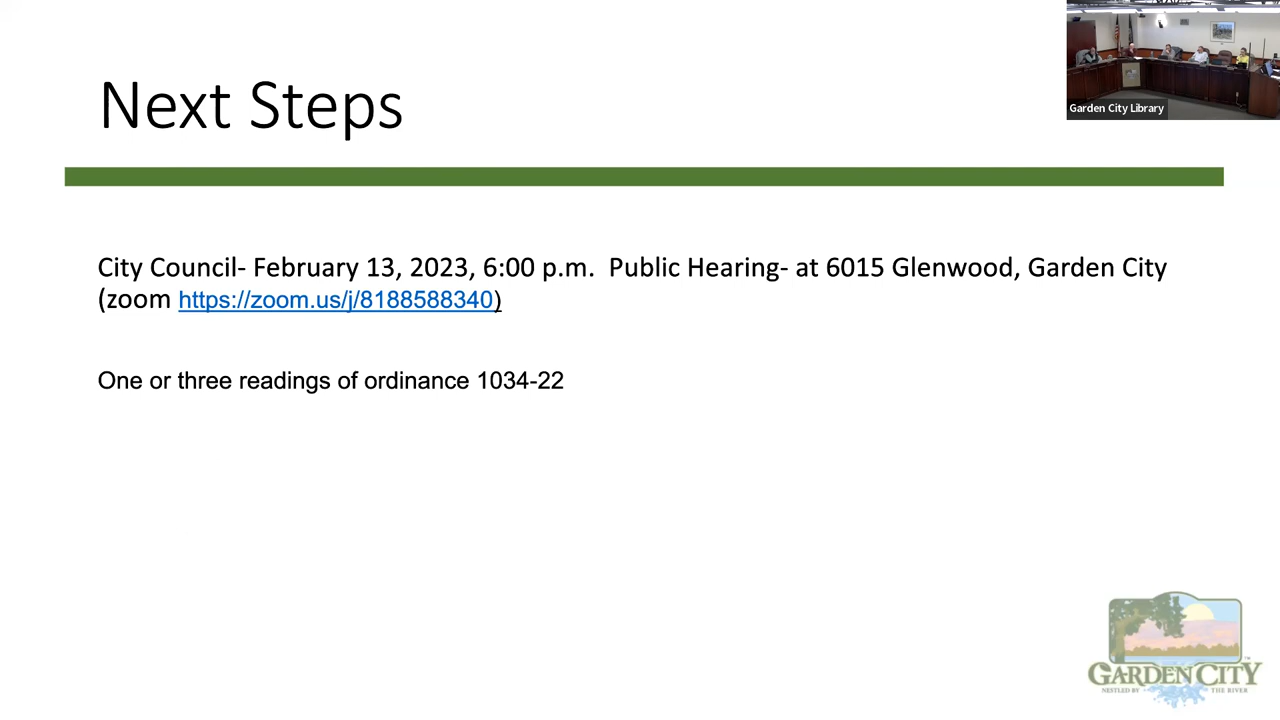 Next Steps
Garden City Library
City Council- February 13, 2023, 6:00 p.m.  Public Hearing- at 6015 Glenwood, Garden City
(zoom https://zoom.us/j/8188588340)
One or three readings of ordinance 1034-22
GARDEN CITY
NESTLED BY THE RIVER